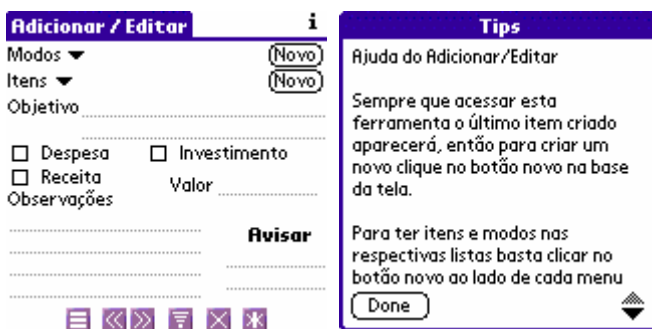 Adicionar / Editar i
Modos Novo
Itens Novo
Objetivo
Despesa Investimento
Receita Valor
Observações
Avisar
Tips
Ajuda do Adicionar/Editar
Sempre que acessar esta
ferramenta o último item criado
aparecerá, então para criar um
novo clique no botão novo na base
da tela.
Para ter itens e modos nas
respectivas listas basta clicar no
botão novo ao lado de cada menu
Done